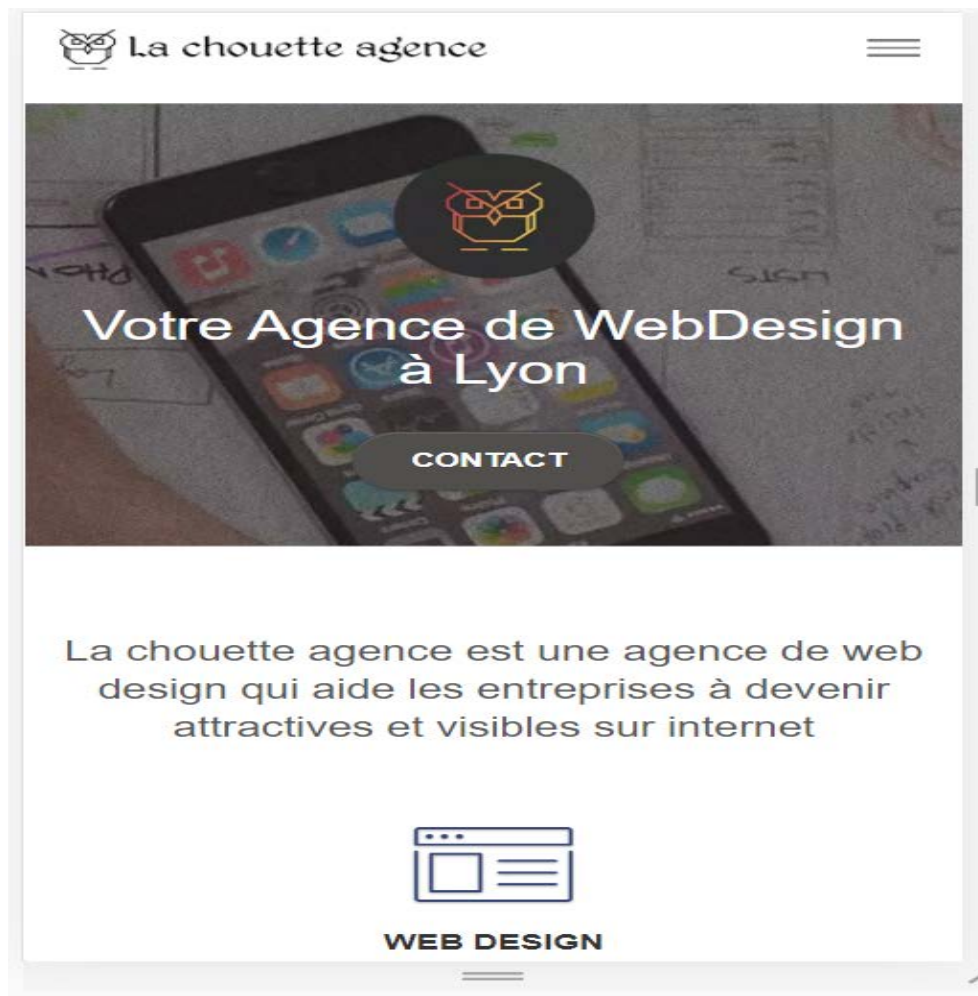 La chouette agence
Votre Agence de WebDesign
à Lyon
CONTACT
La chouette agence est une agence de web
design qui aide les entreprises à devenir
attractives et visibles sur internet
WEB DESIGN